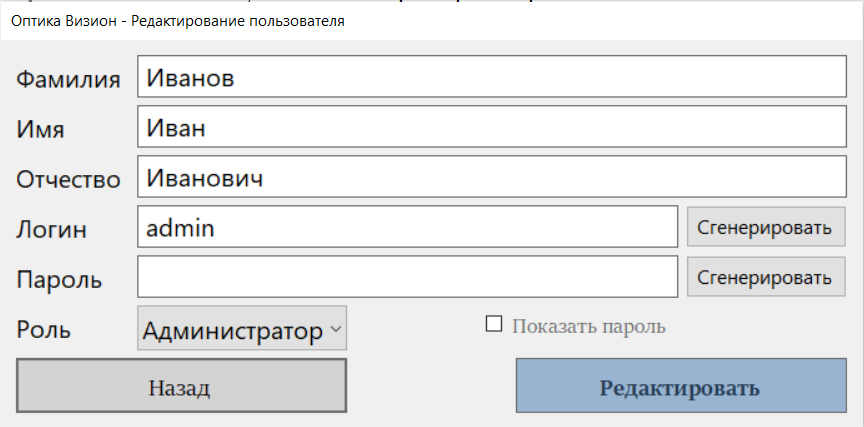 Оптика Визион - Редактирование пользователя
Фамилия Иванов
Имя Иван
Отчество Иванович
Логин admin Сгенерировать
Пароль Сгенерировать
Роль Администратор Показать пароль
Назад Редактировать